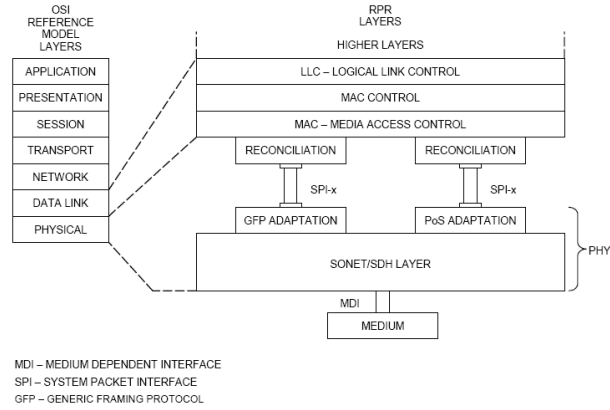 OSI
REFERENCE
MODEL
LAYERS
APPLICATION
PRESENTATION
SESSION
TRANSPORT
NETWORK
DATA LINK
PHYSICAL
RPR
LAYERS
HIGHER LAYERS
LLC – LOGICAL LINK CONTROL
MAC CONTROL
MAC – MEDIA ACCESS CONTROL
RECONCILIATION
RECONCILIATION
SPI-x
SPI-x
GFP ADAPTATION
PoS ADAPTATION
SONET/SDH LAYER
PHY
MDI
MEDIUM
MDI – MEDIUM DEPENDENT INTERFACE
SPI – SYSTEM PACKET INTERFACE
GFP – GENERIC FRAMING PROTOCOL